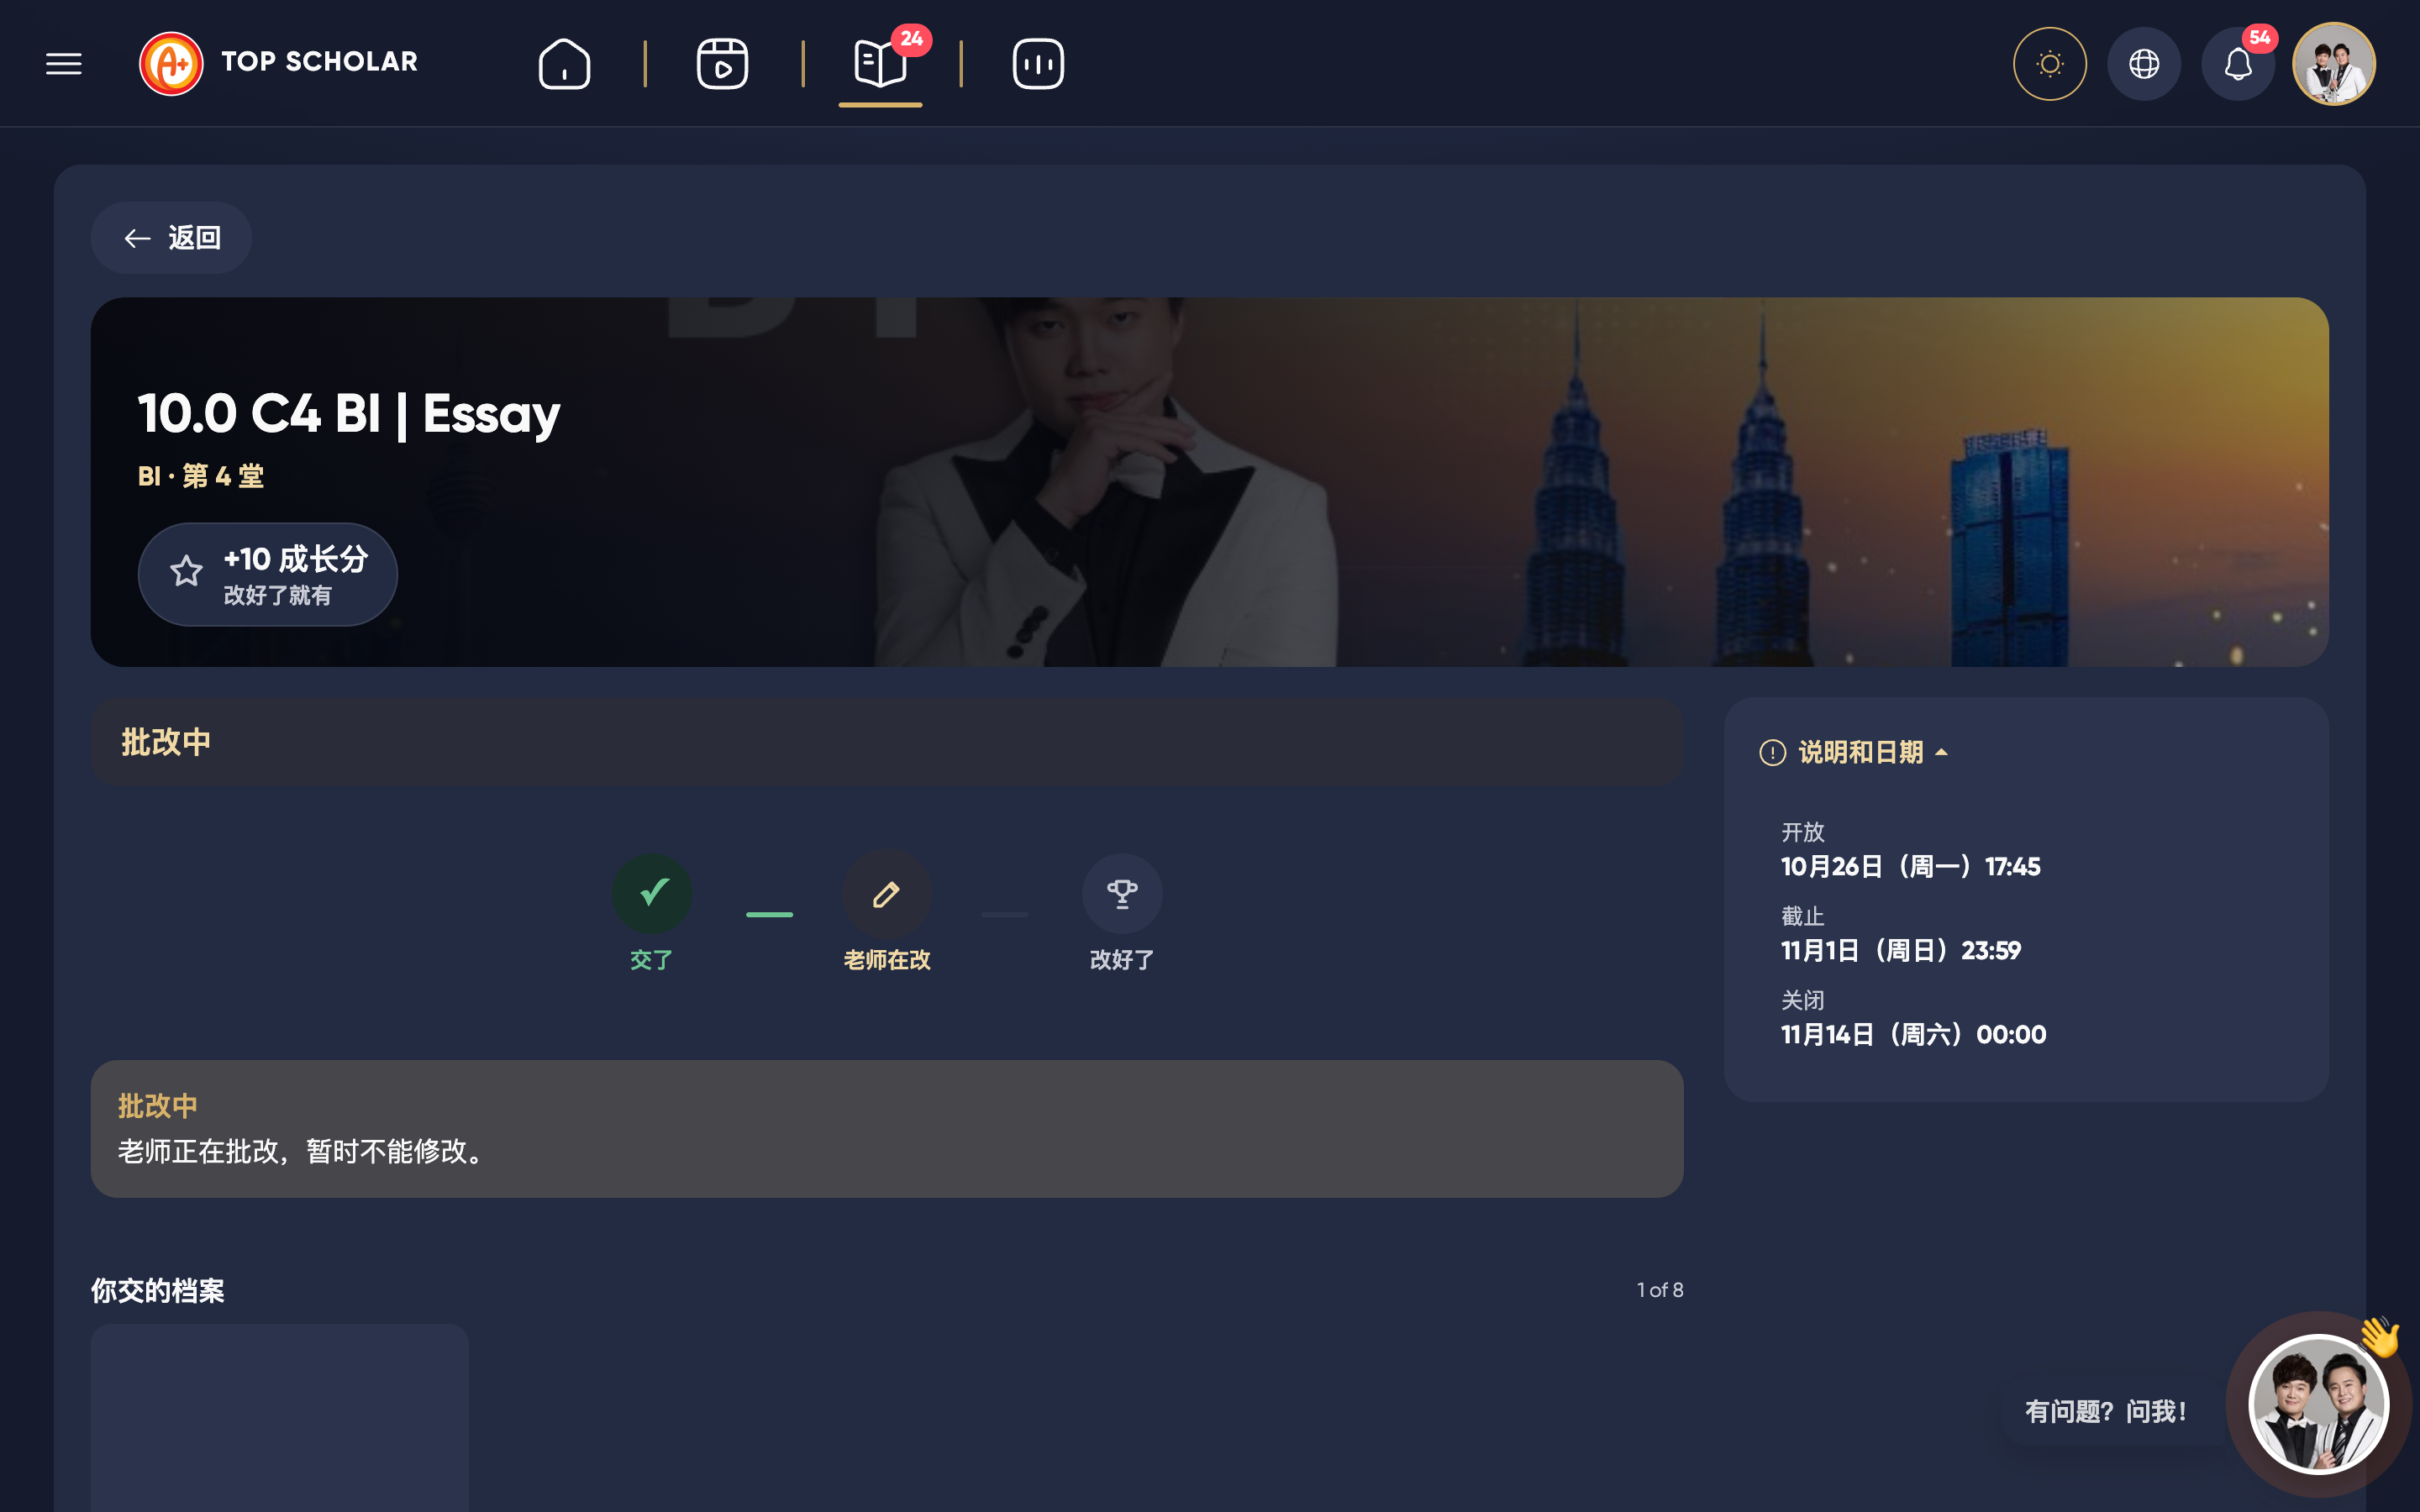 TOP SCHOLAR
24
54
返回
10.0 C4 BI | Essay
BI · 第 4 堂
+10 成长分
改好了就有
批改中
说明和日期
开放
10月26日（周一）17:45
截止
11月1日（周日）23:59
关闭
11月14日（周六）00:00
交了
老师在改
改好了
批改中
老师正在批改，暂时不能修改。
你交的档案
1 of 8
有问题？问我！